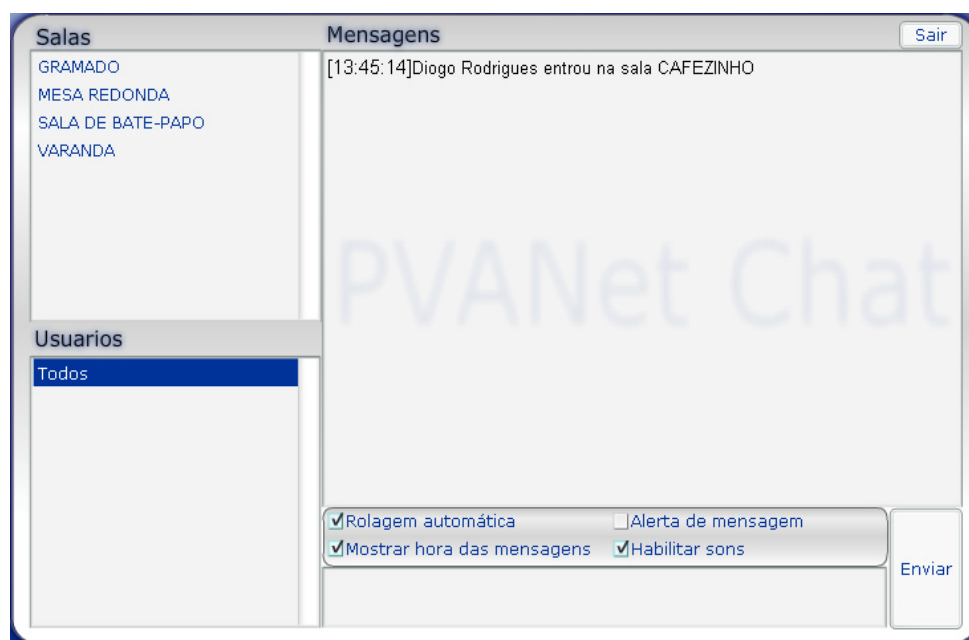 Salas
GRAMADO
MESA REDONDA
SALA DE BATE-PAPO
VARANDA
Usuarios
Todos
Mensagens
Sair
[13:45:14]Diogo Rodrigues entrou na sala CAFEZINHO
PVANet Chat
Rolagem automática
Alerta de mensagem
Mostrar hora das mensagens
Habilitar sons
Enviar